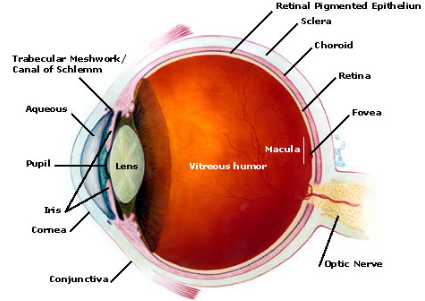 Retinal Pigmented Epithelium
Sclera
Choroid
Retina
Fovea
Macula
Optic Nerve
Trabecular Meshwork/
Canal of Schlemm
Aqueous
Pupil
Iris
Cornea
Conjunctiva
Lens
Vitreous humor